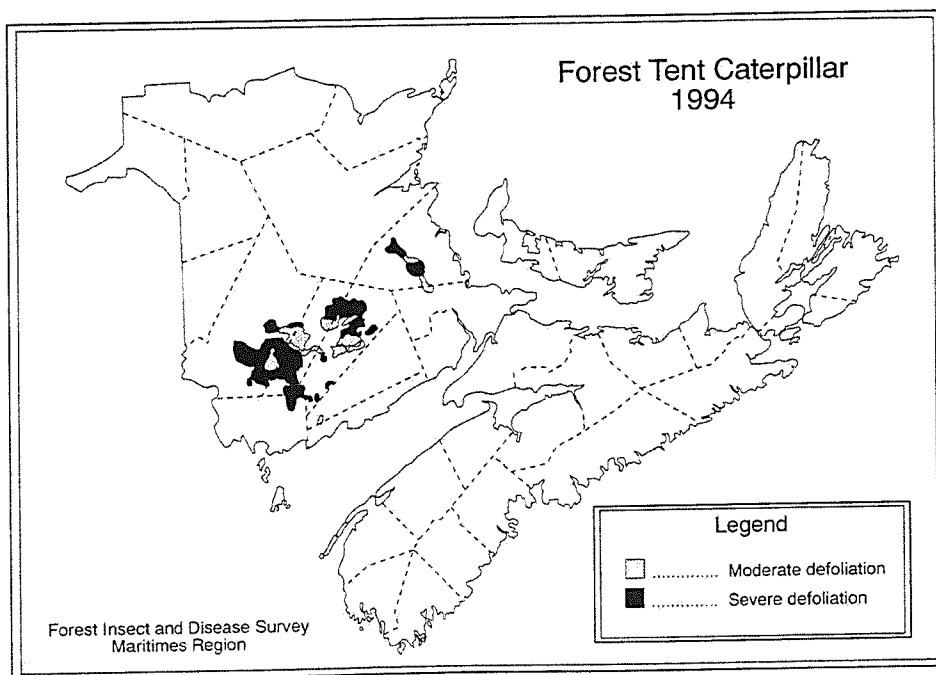 Forest Tent Caterpillar
1994
Legend
Moderate defoliation
Severe defoliation
Forest Insect and Disease Survey
Maritimes Region